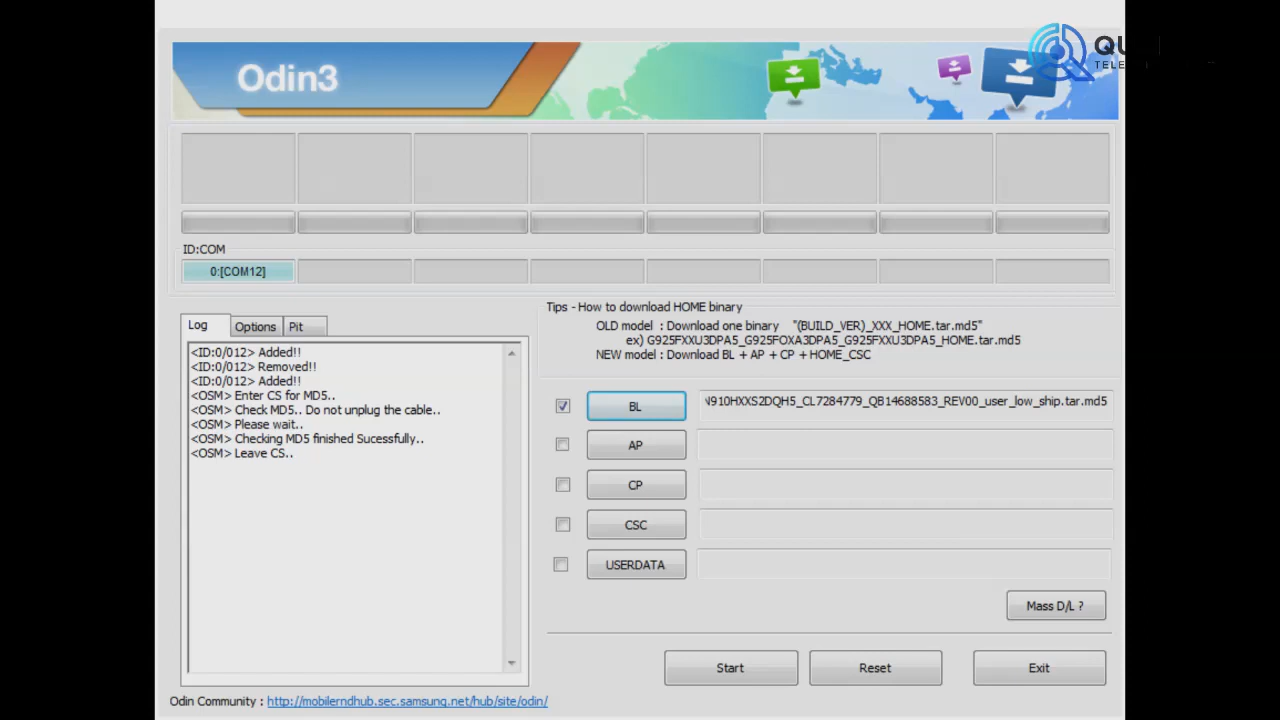 Odin3
ID:COM
0:[COM12]
Log
Options
Pit
<ID:0/012> Added!!
<ID:0/012> Removed!!
<ID:0/012> Added!!
<OSM> Enter CS for MD5..
<OSM> Check MD5.. Do not unplug the cable..
<OSM> Please wait..
<OSM> Checking MD5 finished Sucessfully..
<OSM> Leave CS..
Tips - How to download HOME binary
OLD model : Download one binary "(BUILD_VER)_XXX_HOME.tar.md5"
ex) G925FXXU3DPA5_G925FOXA3DPA5_G925FXXU3DPA5_HOME.tar.md5
NEW model : Download BL + AP + CP + HOME_CSC
BL
N910HXXS2DQH5_CL7284779_QB14688583_REV00_user_low_ship.tar.md5
AP
CP
CSC
USERDATA
Mass D/L ?
Start
Reset
Exit
Odin Community : http://mobilerndhub.sec.samsung.net/hub/site/odin/